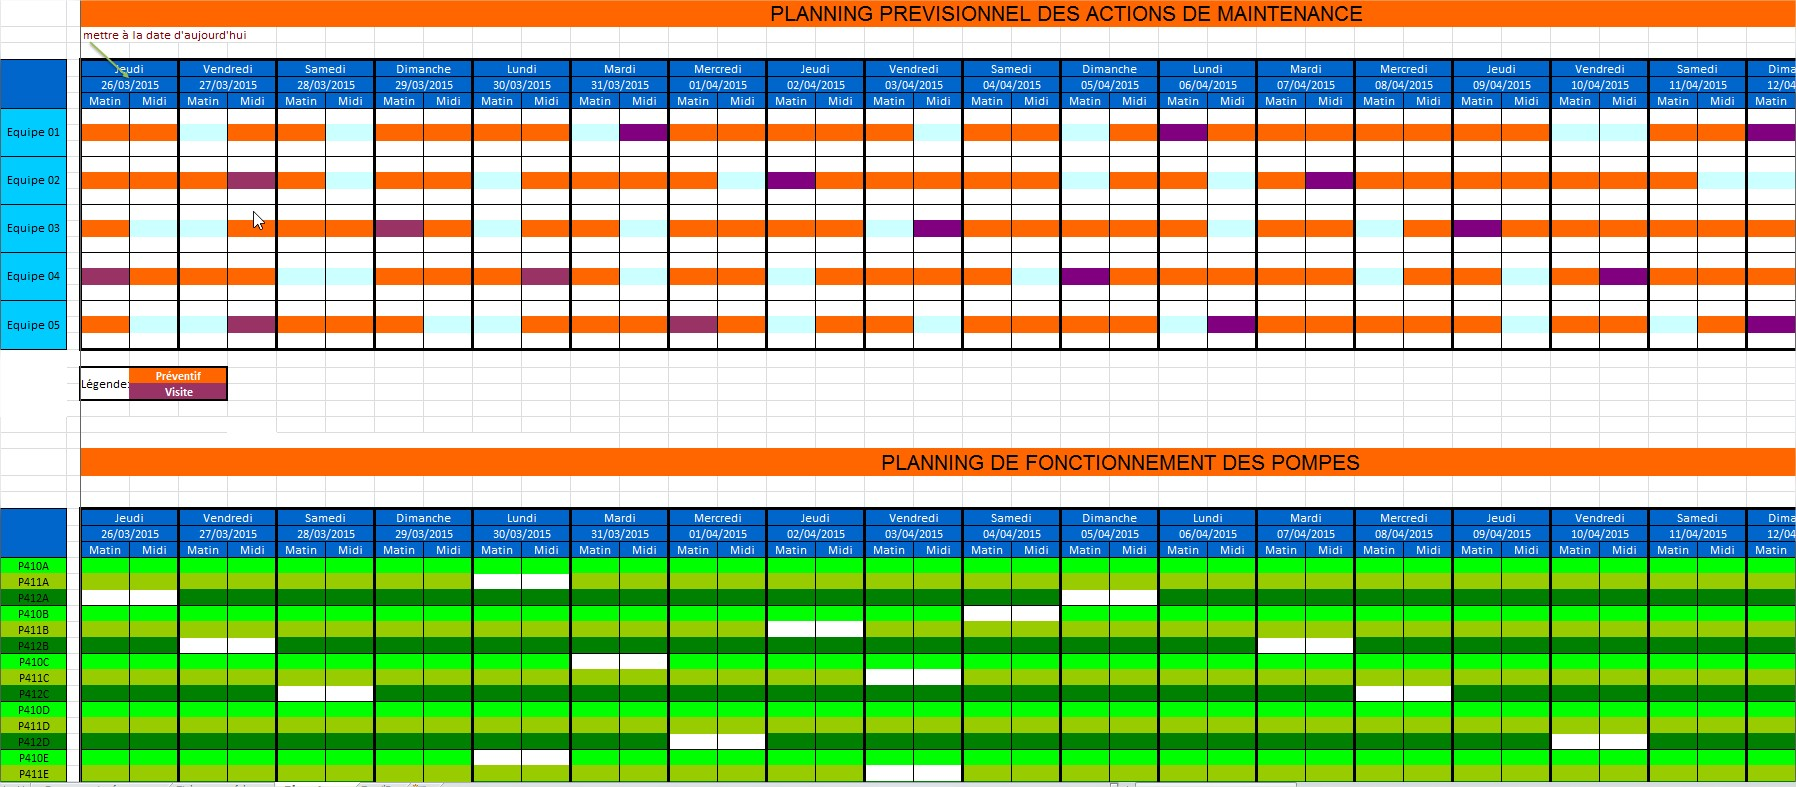 PLANNING PREVISIONNEL DES ACTIONS DE MAINTENANCE
mettre à la date d'aujourd'hui
Jeudi Vendredi Samedi Dimanche Lundi Mardi Mercredi Jeudi Vendredi Samedi Dimanche Lundi Mardi Mercredi Jeudi Vendredi Samedi Dima
26/03/2015 27/03/2015 28/03/2015 29/03/2015 30/03/2015 31/03/2015 01/04/2015 02/04/2015 03/04/2015 04/04/2015 05/04/2015 06/04/2015 07/04/2015 08/04/2015 09/04/2015 10/04/2015 11/04/2015 12/04
Matin Midi Matin Midi Matin Midi Matin Midi Matin Midi Matin Midi Matin Midi Matin Midi Matin Midi Matin Midi Matin Midi Matin Midi Matin Midi Matin Midi Matin Midi Matin Midi Matin Midi Matin
Equipe 01
Equipe 02
Equipe 03
Equipe 04
Equipe 05
Légende:
Préventif
Visite
PLANNING DE FONCTIONNEMENT DES POMPES
Jeudi Vendredi Samedi Dimanche Lundi Mardi Mercredi Jeudi Vendredi Samedi Dimanche Lundi Mardi Mercredi Jeudi Vendredi Samedi Dima
26/03/2015 27/03/2015 28/03/2015 29/03/2015 30/03/2015 31/03/2015 01/04/2015 02/04/2015 03/04/2015 04/04/2015 05/04/2015 06/04/2015 07/04/2015 08/04/2015 09/04/2015 10/04/2015 11/04/2015 12/04
Matin Midi Matin Midi Matin Midi Matin Midi Matin Midi Matin Midi Matin Midi Matin Midi Matin Midi Matin Midi Matin Midi Matin Midi Matin Midi Matin Midi Matin Midi Matin Midi Matin Midi Matin
P410A
P411A
P412A
P410B
P411B
P412B
P410C
P411C
P412C
P410D
P411D
P412D
P410E
P411E